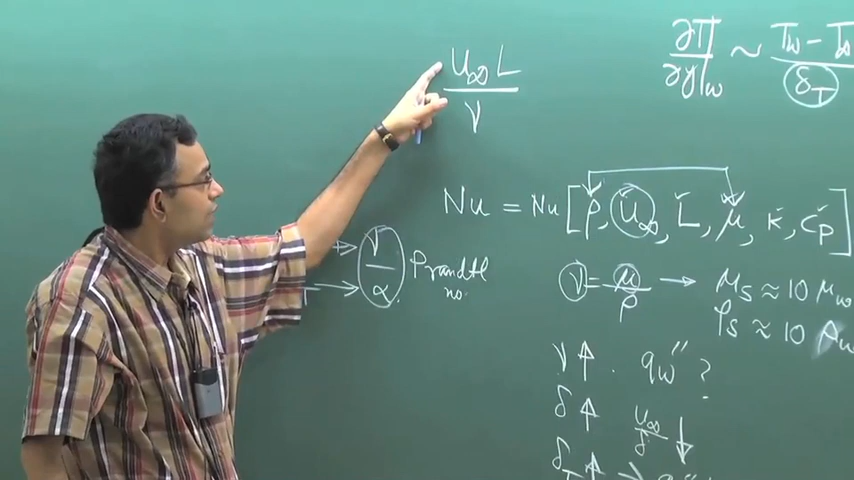 U∞ L
ν
∂T/∂y|w ~ Tw - T∞
δT
Nu = Nu [ρ, U∞, L, μ, K, Cp]
ν/α Prandtl no.
ν = μ/ρ → μs ≈ 10 μw
ρs ≈ 10 ρw
ν ↑ . qw" ?
δ ↑ u∞/δ ↓
δT ↑ →